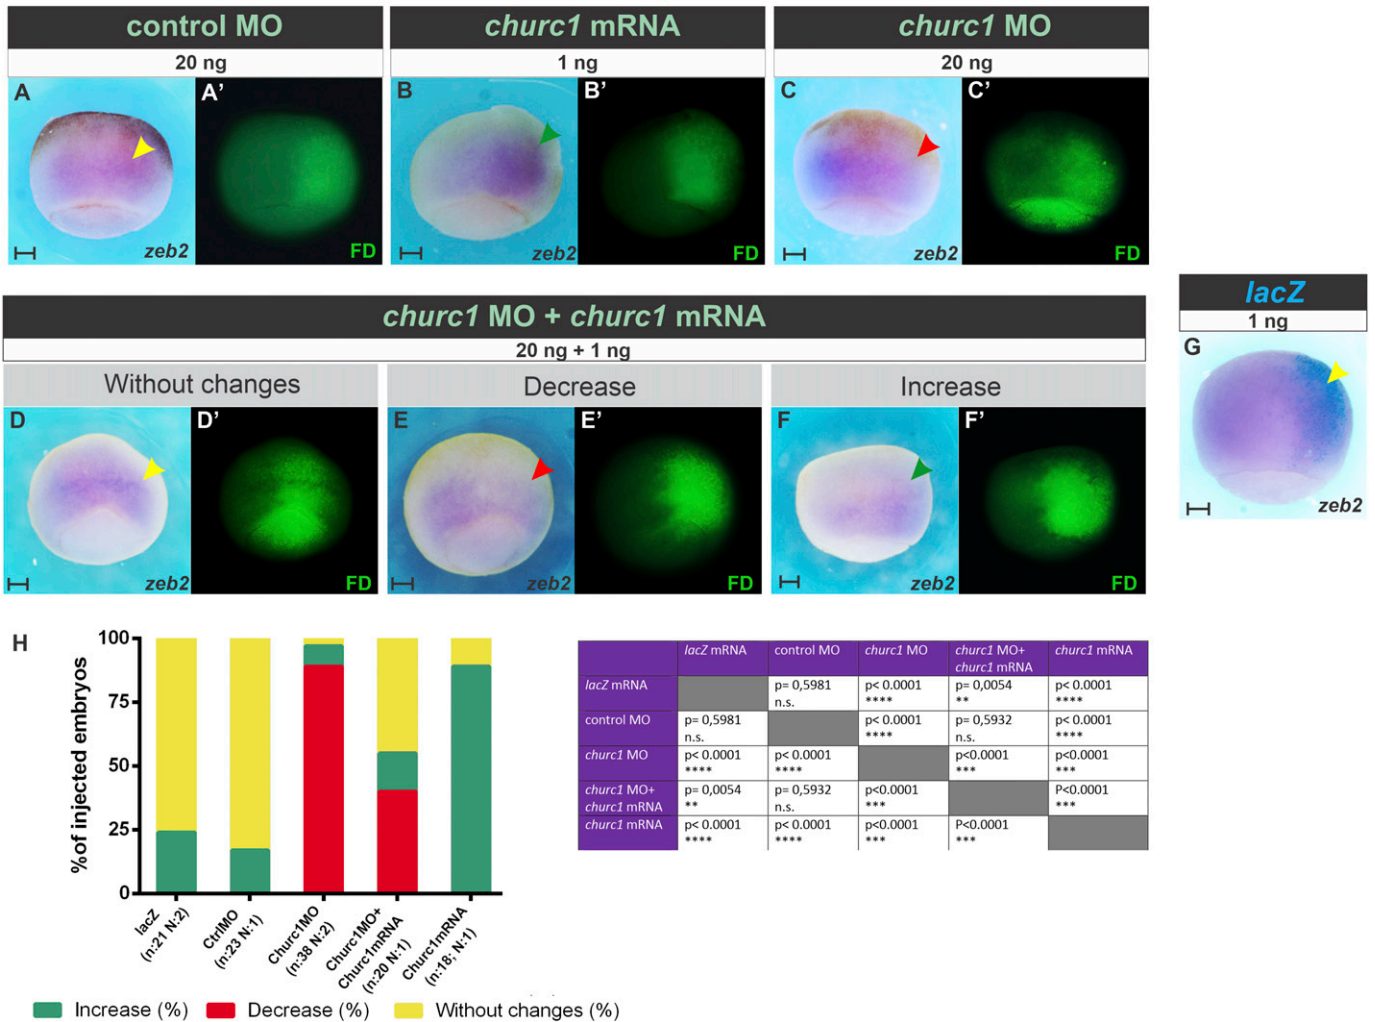 control MO
20 ng
A
A'
zeb2
FD
churc1 mRNA
1 ng
B
B'
zeb2
FD
churc1 MO
20 ng
C
C'
zeb2
FD
churc1 MO + churc1 mRNA
20 ng + 1 ng
Without changes
D
D'
zeb2
FD
Decrease
E
E'
zeb2
FD
Increase
F
F'
zeb2
FD
lacZ
1 ng
G
zeb2
H
%of injected embryos
100
75
50
25
0
lacZ
(n:21 N:2)
CtrlMO
(n:23 N:1)
Churc1MO
(n:38 N:2)
Churc1MO+
Churc1mRNA
(n:20 N:1)
Churc1mRNA
(n:18; N:1)
Increase (%)
Decrease (%)
Without changes (%)
lacZ mRNA
control MO
churc1 MO
churc1 MO+
churc1 mRNA
churc1 mRNA
lacZ mRNA
p= 0,5981
n.s.
p< 0.0001
****
p= 0,0054
**
p< 0.0001
****
control MO
p= 0,5981
n.s.
p< 0.0001
****
p= 0,5932
n.s.
p< 0.0001
****
churc1 MO
p< 0.0001
****
p< 0.0001
****
p<0.0001
***
p<0.0001
***
churc1 MO+
churc1 mRNA
p= 0,0054
**
p= 0,5932
n.s.
p<0.0001
***
P<0.0001
***
churc1 mRNA
p< 0.0001
****
p< 0.0001
****
p<0.0001
***
P<0.0001
***